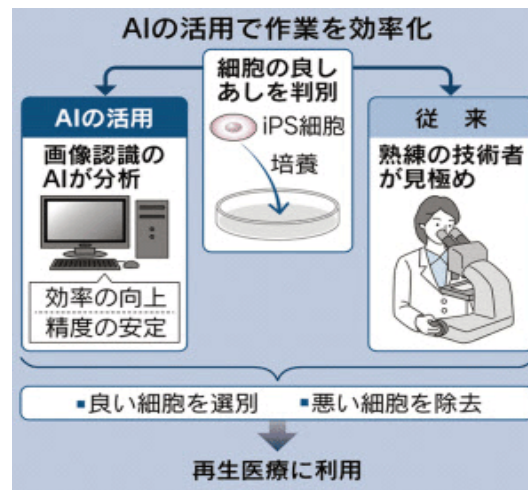 AIの活用で作業を効率化
細胞の良し
あしを判別
iPS細胞
培養
AIの活用
画像認識の
AIが分析
効率の向上
精度の安定
従 来
熟練の技術者
が見極め
▪良い細胞を選別 ▪悪い細胞を除去
再生医療に利用